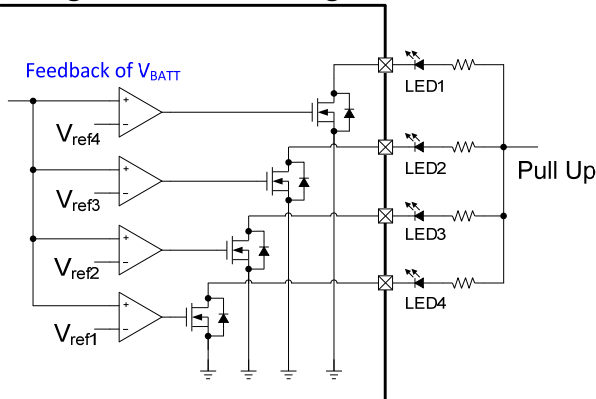 Feedback of VBATT
LED1
Vref4
LED2
Pull Up
Vref3
LED3
Vref2
LED4
Vref1